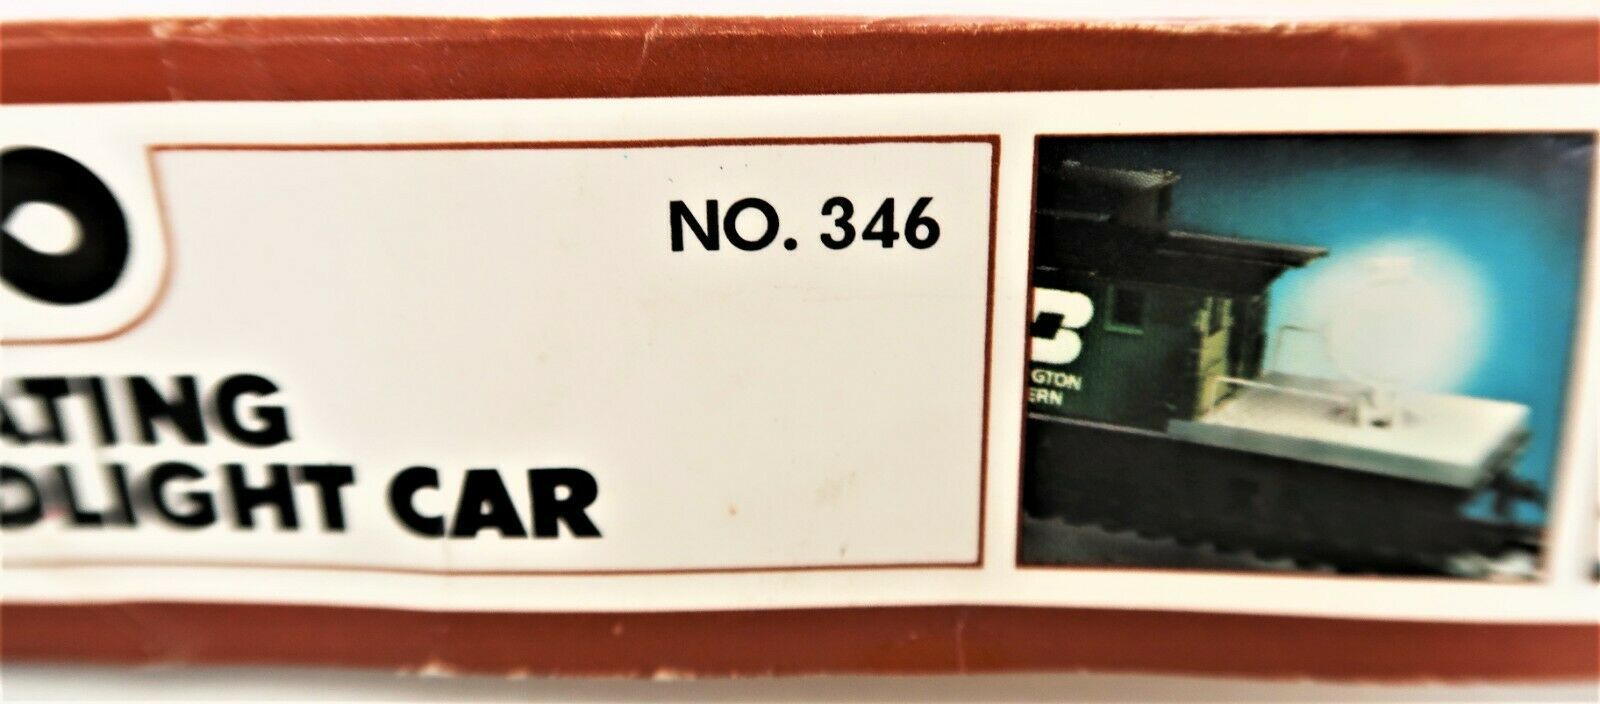 O
NO. 346
ATING
DLIGHT CAR
GTON
ERN